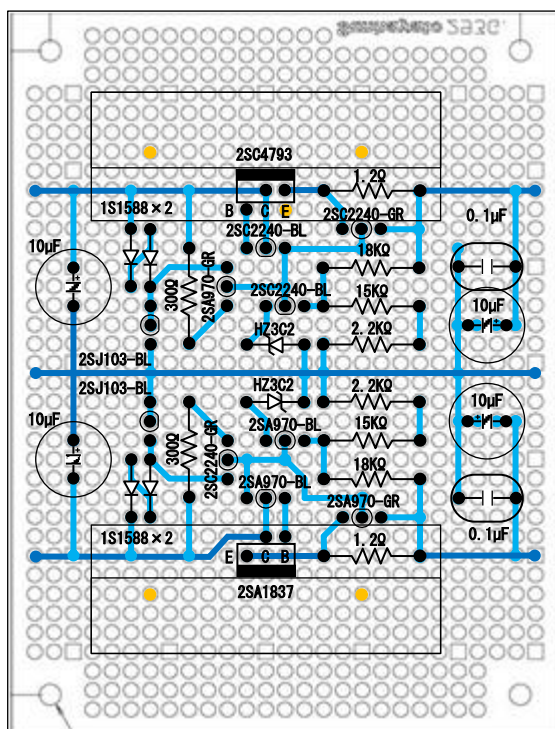 Sunhayato 2936.
2SC4793
1.2Ω
B C E
1S1588×2
2SC2240-GR
0.1μF
10μF
2SC2240-BL
18KΩ
2SA970-GR
300Ω
2SC2240-BL
15KΩ
10μF
HZ3C2
2.2KΩ
2SJ103-BL
2SJ103-BL
HZ3C2
2.2KΩ
10μF
10μF
2SA970-BL
15KΩ
300Ω
2SC2240-GR
18KΩ
2SA970-BL
2SA970-GR
1S1588×2
0.1μF
1.2Ω
E C B
2SA1837